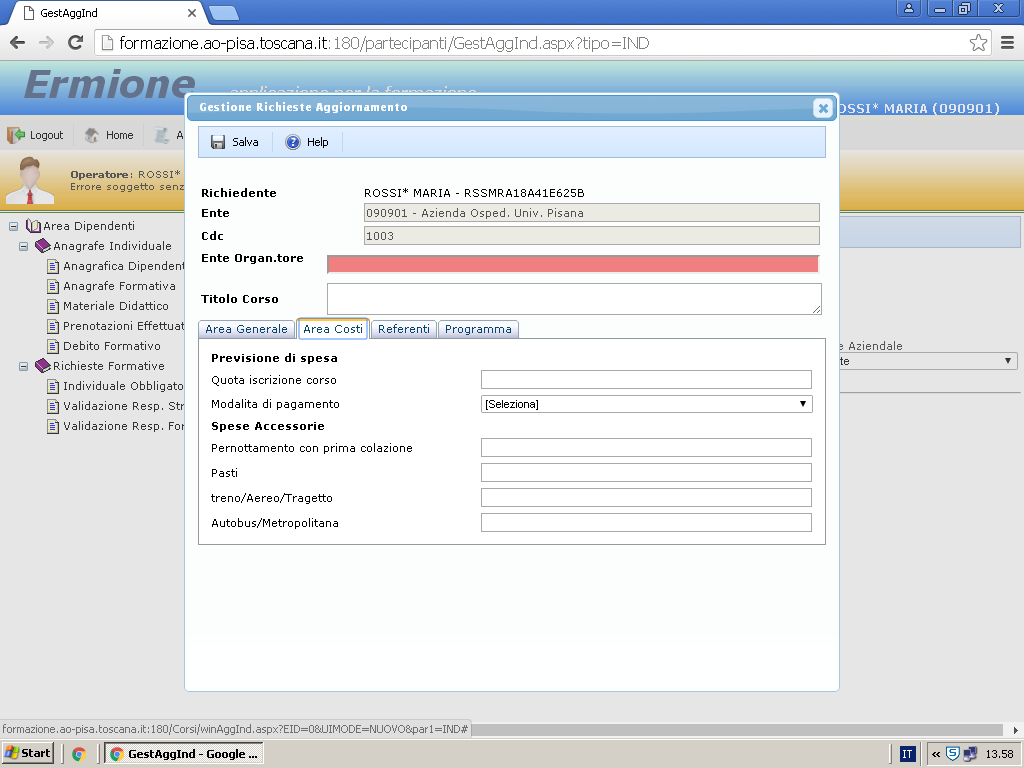 GestAggInd
formazione.ao-pisa.toscana.it:180/partecipanti/GestAggInd.aspx?tipo=IND
Ermione
applicazione per la formazione
OSSI* MARIA (090901)
Logout
Home
A
Operatore: ROSSI*
Errore soggetto senz
Area Dipendenti
Anagrafe Individuale
Anagrafica Dipendent
Anagrafe Formativa
Materiale Didattico
Prenotazioni Effettuat
Debito Formativo
Richieste Formative
Individuale Obbligato
Validazione Resp. Str
Validazione Resp. For
Gestione Richieste Aggiornamento
Salva
Help
Richiedente ROSSI* MARIA - RSSMRA18A41E625B
Ente 090901 - Azienda Osped. Univ. Pisana
Cdc 1003
Ente Organ.tore
Titolo Corso
Area Generale Area Costi Referenti Programma
Previsione di spesa
Quota iscrizione corso
Modalita di pagamento [Seleziona]
Spese Accessorie
Pernottamento con prima colazione
Pasti
treno/Aereo/Tragetto
Autobus/Metropolitana
e Aziendale
te
formazione.ao-pisa.toscana.it:180/Corsi/winAggInd.aspx?EID=0&UIMODE=NUOVO&par1=IND#
Start
GestAggInd - Google ...
IT
«
13.58